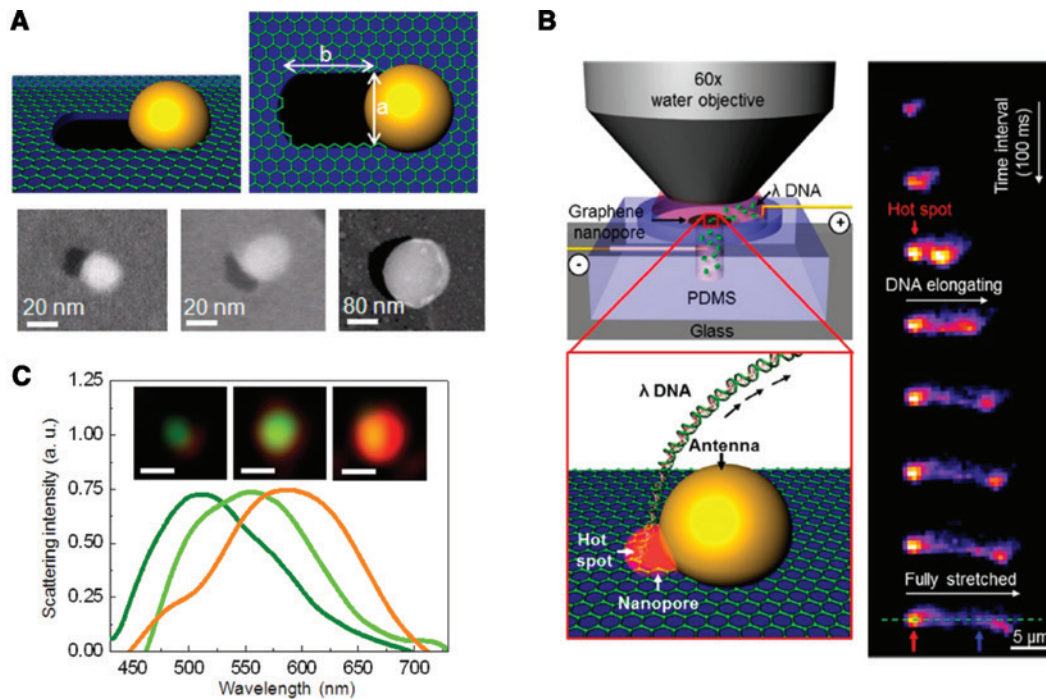 A
b
a
20 nm
20 nm
80 nm
B
60x
water objective
λ DNA
Graphene
nanopore
+
-
PDMS
Glass
λ DNA
Antenna
Hot
spot
Nanopore
Time interval
(100 ms)
Hot spot
DNA elongating
Fully stretched
5 μm
C
Scattering intensity (a. u.)
1.25
1.00
0.75
0.50
0.25
0.00
450 500 550 600 650 700
Wavelength (nm)